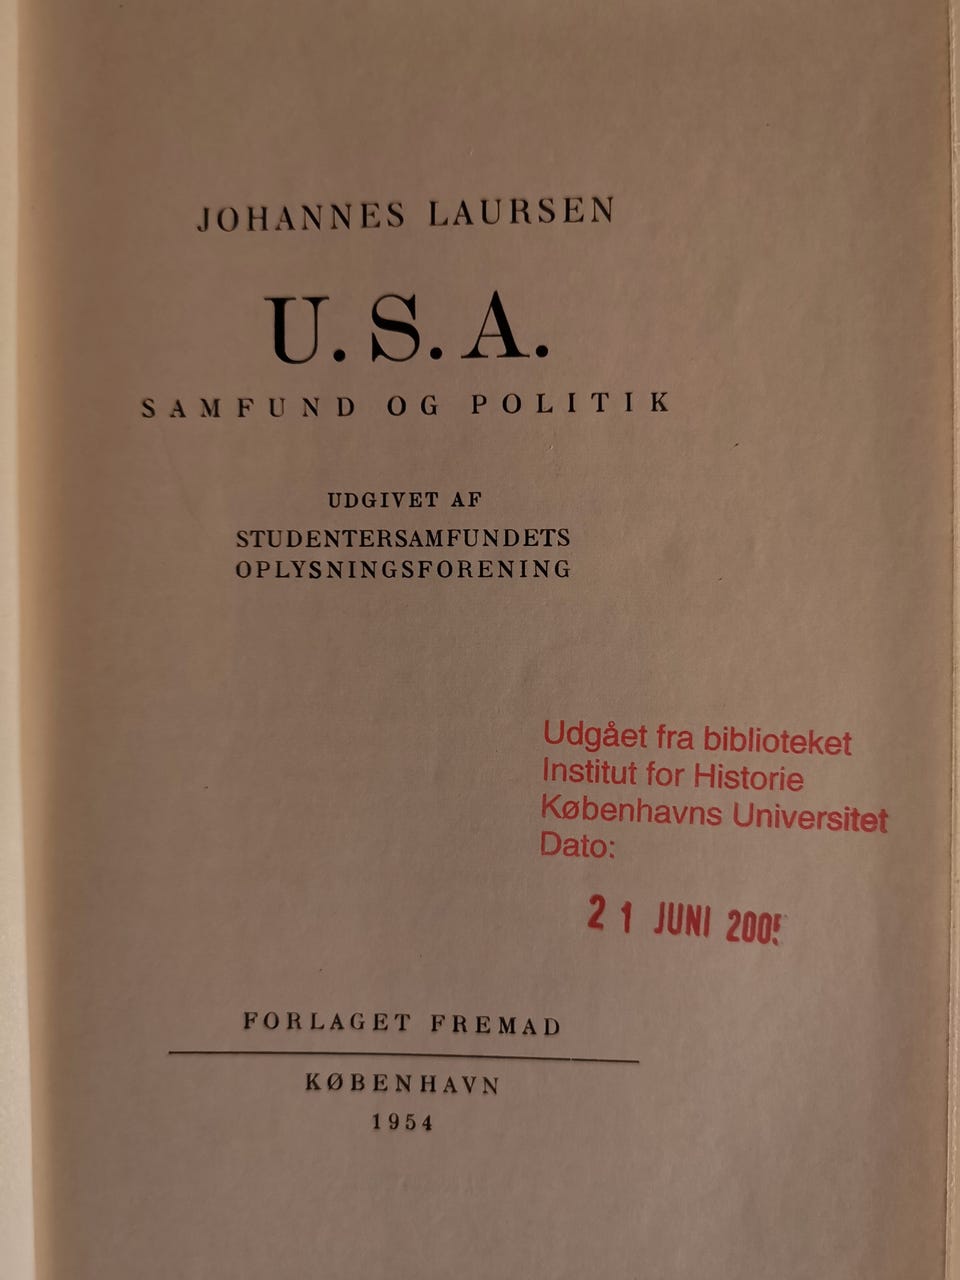 JOHANNES LAURSEN
U.S.A.
SAMFUND OG POLITIK
UDGIVET AF
STUDENTERSAMFUNDETS
OPLYSNINGSFORENING
Udgået fra biblioteket
Institut for Historie
Københavns Universitet
Dato:
21 JUNI
FORLAGET FREMAD
KØBENHAVN
1954